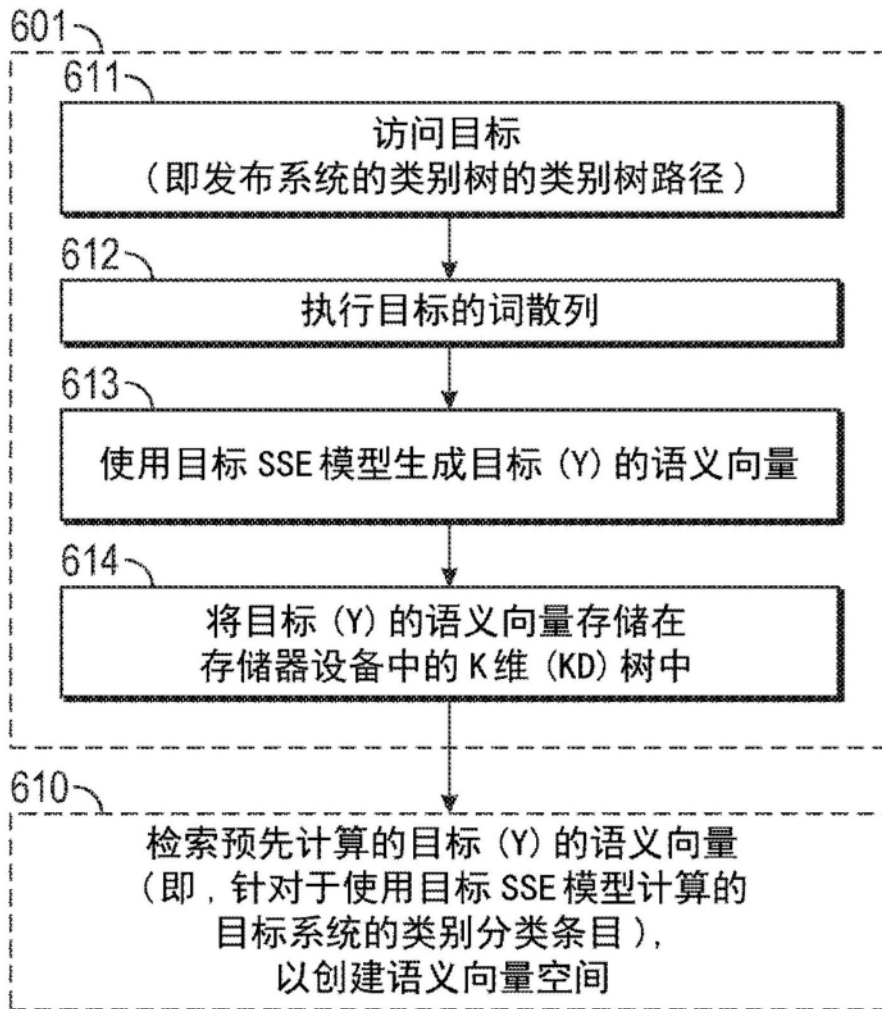 601
611
访问目标
（即发布系统的类别树的类别树路径）
612
执行目标的词散列
613
使用目标 SSE 模型生成目标 (Y) 的语义向量
614
将目标 (Y) 的语义向量存储在
存储器设备中的 K 维 (KD) 树中
610
检索预先计算的目标 (Y) 的语义向量
（即，针对于使用目标 SSE 模型计算的
目标系统的类别分类条目），
以创建语义向量空间